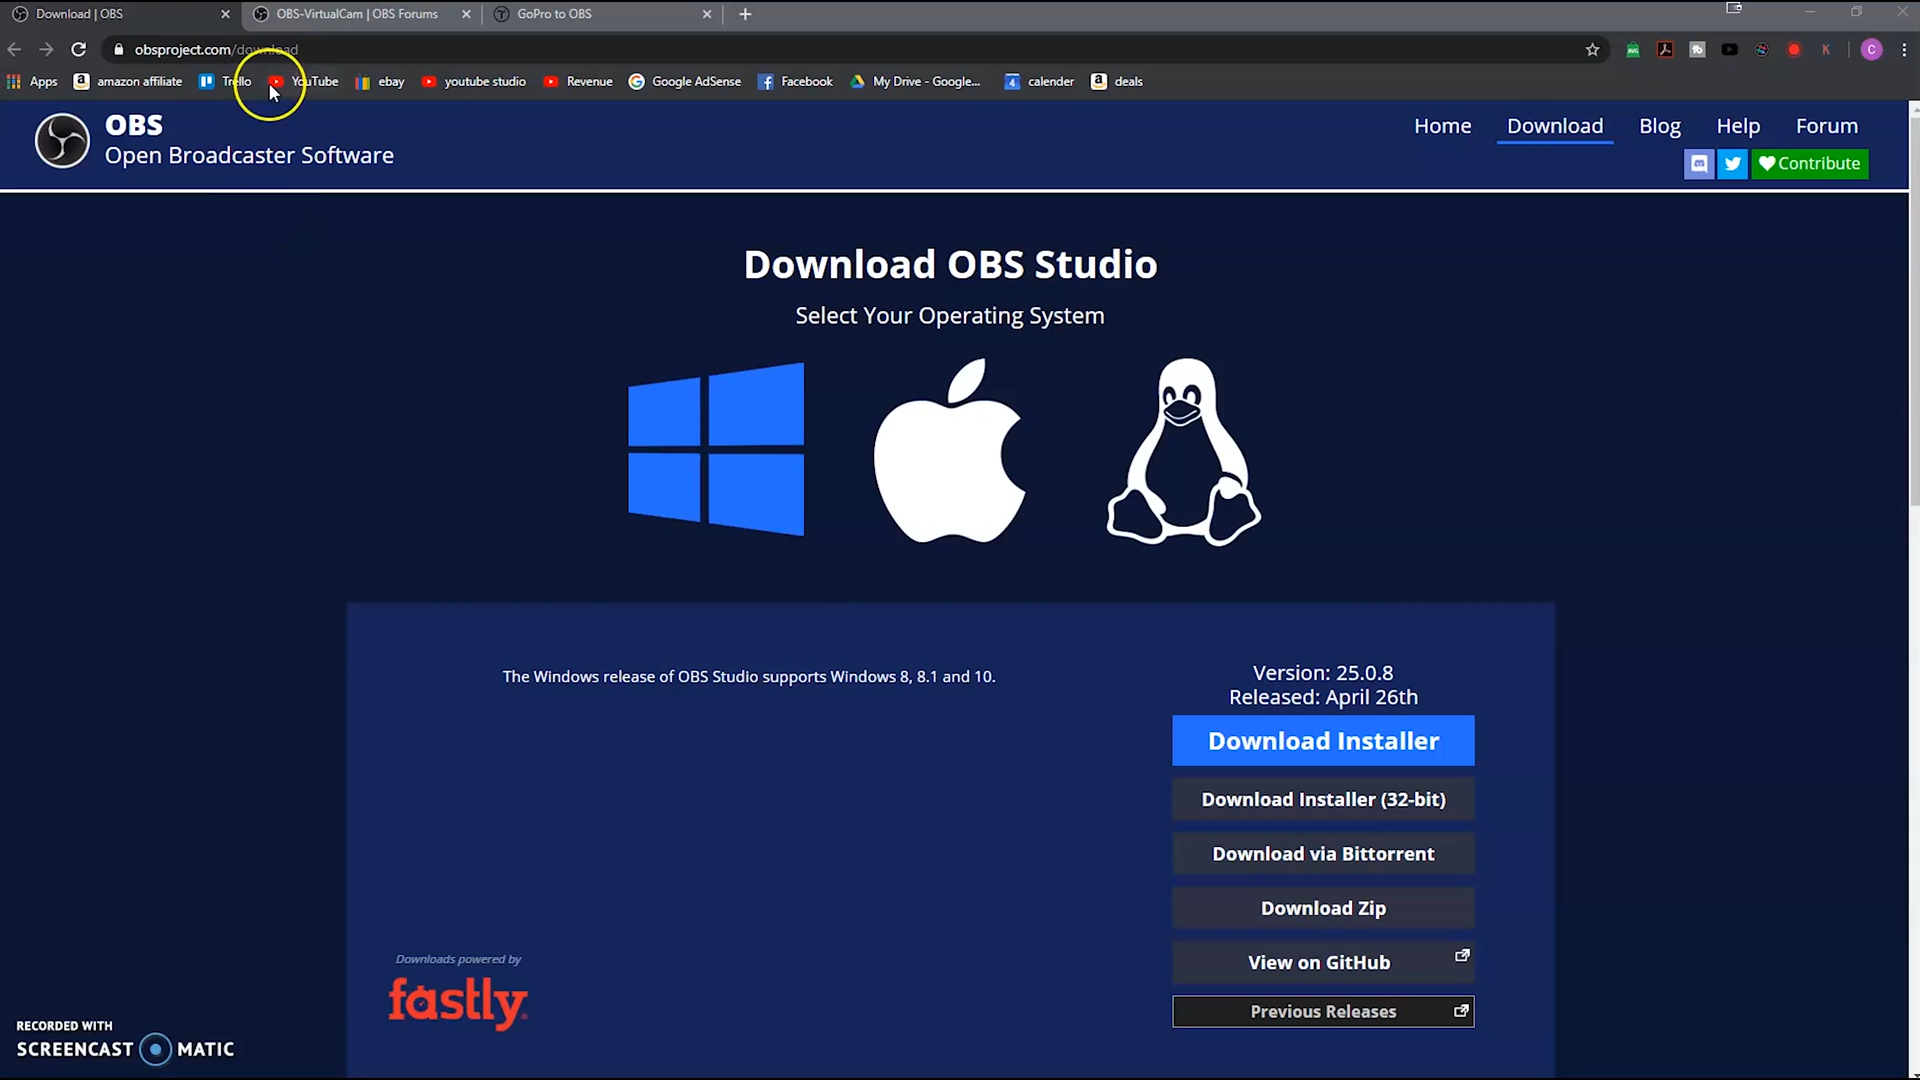 Download | OBS
OBS-VirtualCam | OBS Forums
GoPro to OBS
obsproject.com/download
Apps
amazon affiliate
Trello
YouTube
ebay
youtube studio
Revenue
Google AdSense
Facebook
My Drive - Google...
4 calender
deals
OBS
Open Broadcaster Software
Home
Download
Blog
Help
Forum
Contribute
Download OBS Studio
Select Your Operating System
The Windows release of OBS Studio supports Windows 8, 8.1 and 10.
Version: 25.0.8
Released: April 26th
Download Installer
Download Installer (32-bit)
Download via Bittorrent
Download Zip
View on GitHub
Previous Releases
Downloads powered by
fastly
RECORDED WITH
SCREENCAST MATIC